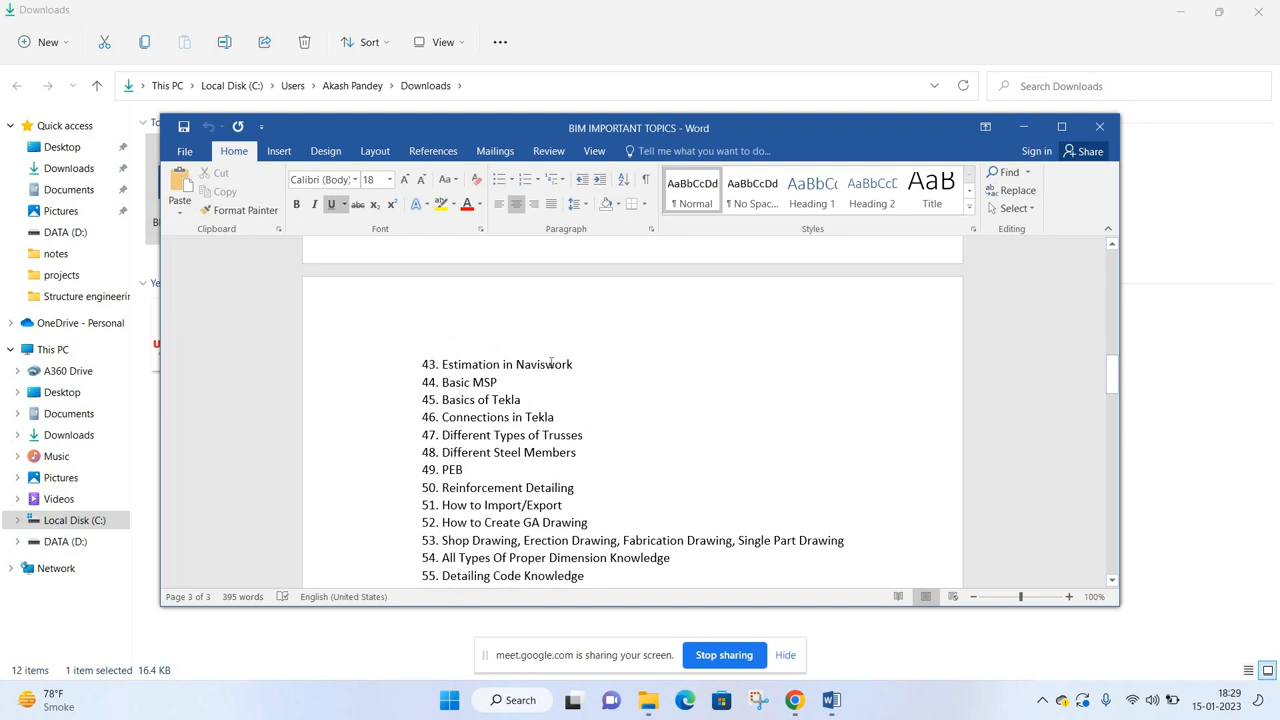 Downloads
New
Sort
View
This PC
Local Disk (C:)
Users
Akash Pandey
Downloads
Search Downloads
Quick access
Desktop
Downloads
Documents
Pictures
DATA (D:)
notes
projects
Structure engineerin
OneDrive - Personal
This PC
A360 Drive
Desktop
Documents
Downloads
Music
Pictures
Videos
Local Disk (C:)
DATA (D:)
Network
BIM IMPORTANT TOPICS - Word
File Home Insert Design Layout References Mailings Review View Tell me what you want to do... Sign in Share
Paste
Cut
Copy
Format Painter
Clipboard
Calibri (Body) 18
Aa
B I U abc X₂ X²
Font
Paragraph
AaBbCcDd AaBbCcDd AaBbCc AaBbCcD AaB
¶ Normal ¶ No Spac... Heading 1 Heading 2 Title
Styles
Find
Replace
Select
Editing
43. Estimation in Naviswork
44. Basic MSP
45. Basics of Tekla
46. Connections in Tekla
47. Different Types of Trusses
48. Different Steel Members
49. PEB
50. Reinforcement Detailing
51. How to Import/Export
52. How to Create GA Drawing
53. Shop Drawing, Erection Drawing, Fabrication Drawing, Single Part Drawing
54. All Types Of Proper Dimension Knowledge
55. Detailing Code Knowledge
Page 3 of 3 395 words English (United States) 100%
meet.google.com is sharing your screen. Stop sharing Hide
12 items 1 item selected 16.4 KB
78°F
Smoke
Search
18:29
15-01-2023